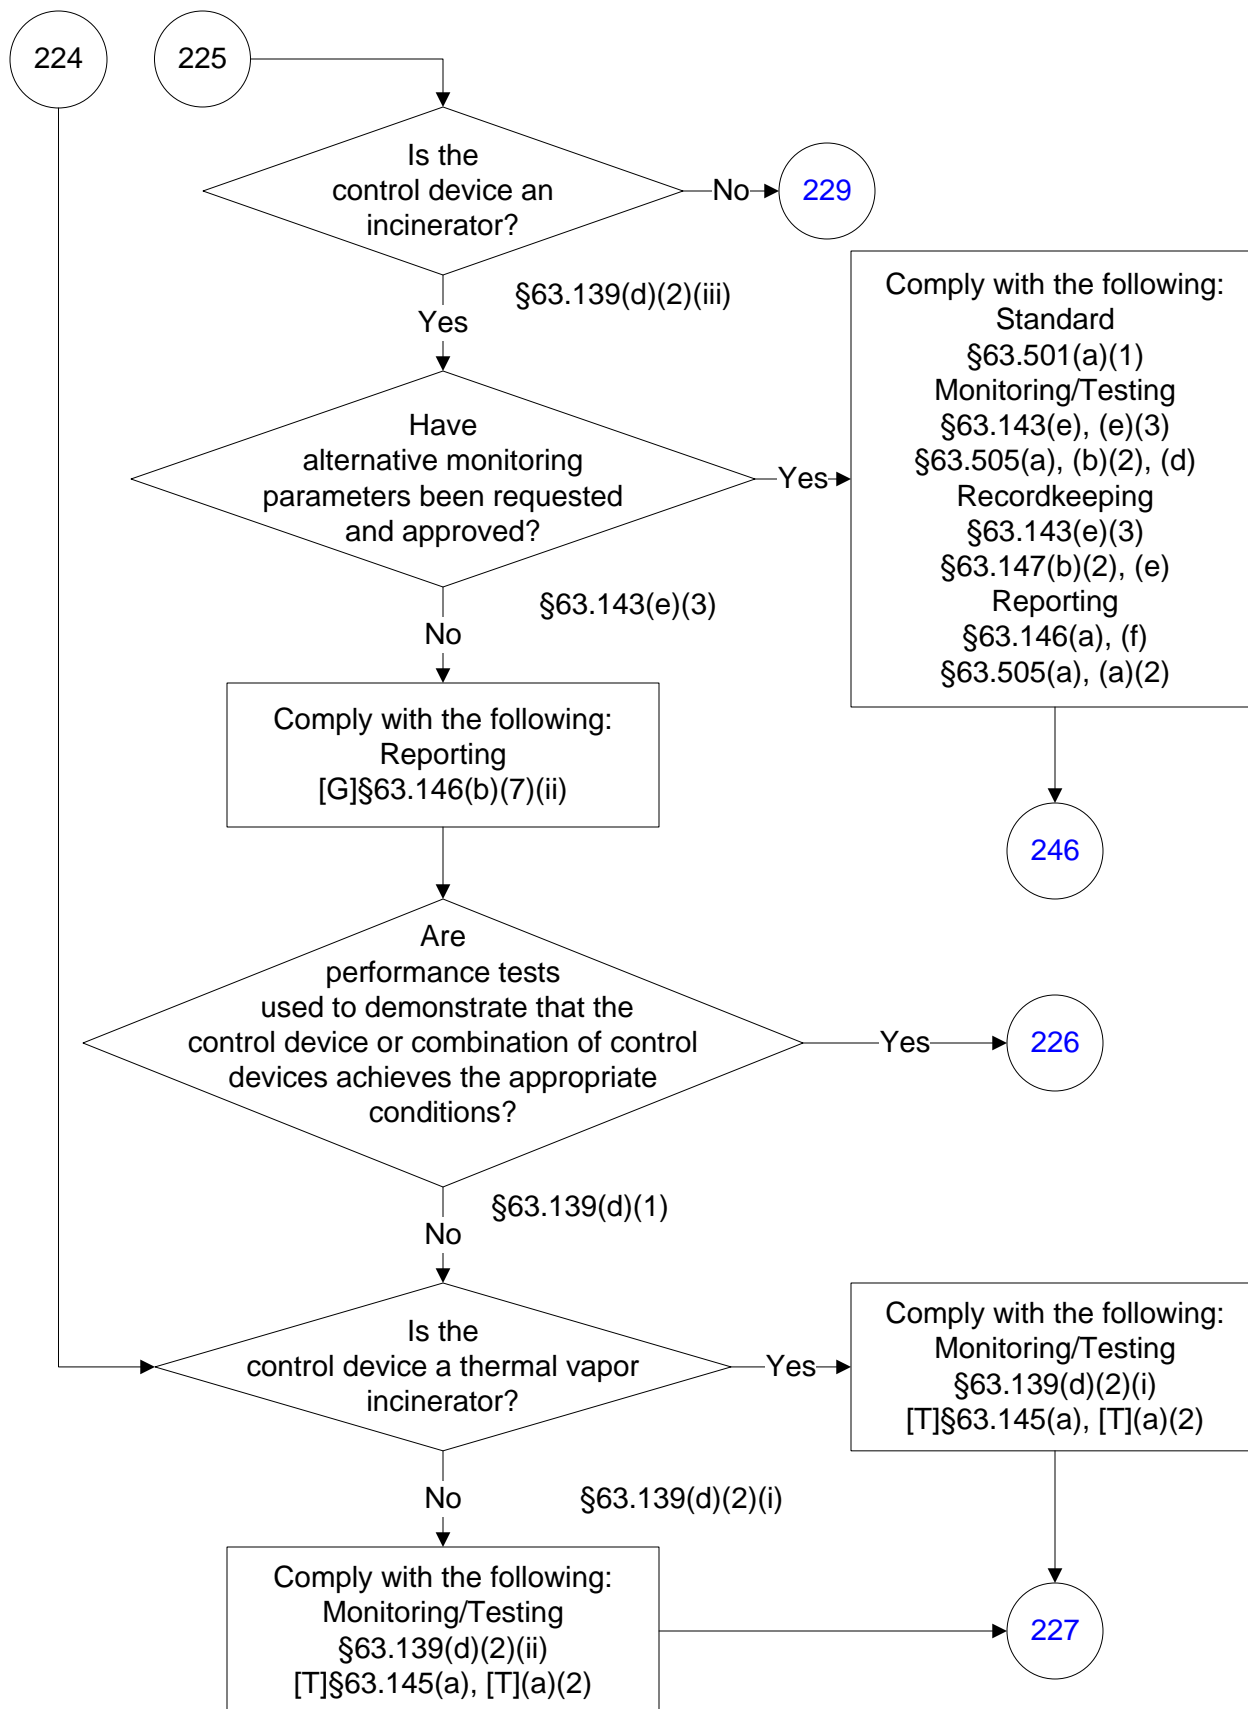 224
225
Is the
control device an
incinerator?
No
229
§63.139(d)(2)(iii)
Yes
Have
alternative monitoring
parameters been requested
and approved?
Yes
Comply with the following:
Standard
§63.501(a)(1)
Monitoring/Testing
§63.143(e), (e)(3)
§63.505(a), (b)(2), (d)
Recordkeeping
§63.143(e)(3)
§63.147(b)(2), (e)
Reporting
§63.146(a), (f)
§63.505(a), (a)(2)
§63.143(e)(3)
No
Comply with the following:
Reporting
[G]§63.146(b)(7)(ii)
246
Are
performance tests
used to demonstrate that the
control device or combination of control
devices achieves the appropriate
conditions?
Yes
226
§63.139(d)(1)
No
Is the
control device a thermal vapor
incinerator?
Yes
Comply with the following:
Monitoring/Testing
§63.139(d)(2)(i)
[T]§63.145(a), [T](a)(2)
No
§63.139(d)(2)(i)
Comply with the following:
Monitoring/Testing
§63.139(d)(2)(ii)
[T]§63.145(a), [T](a)(2)
227